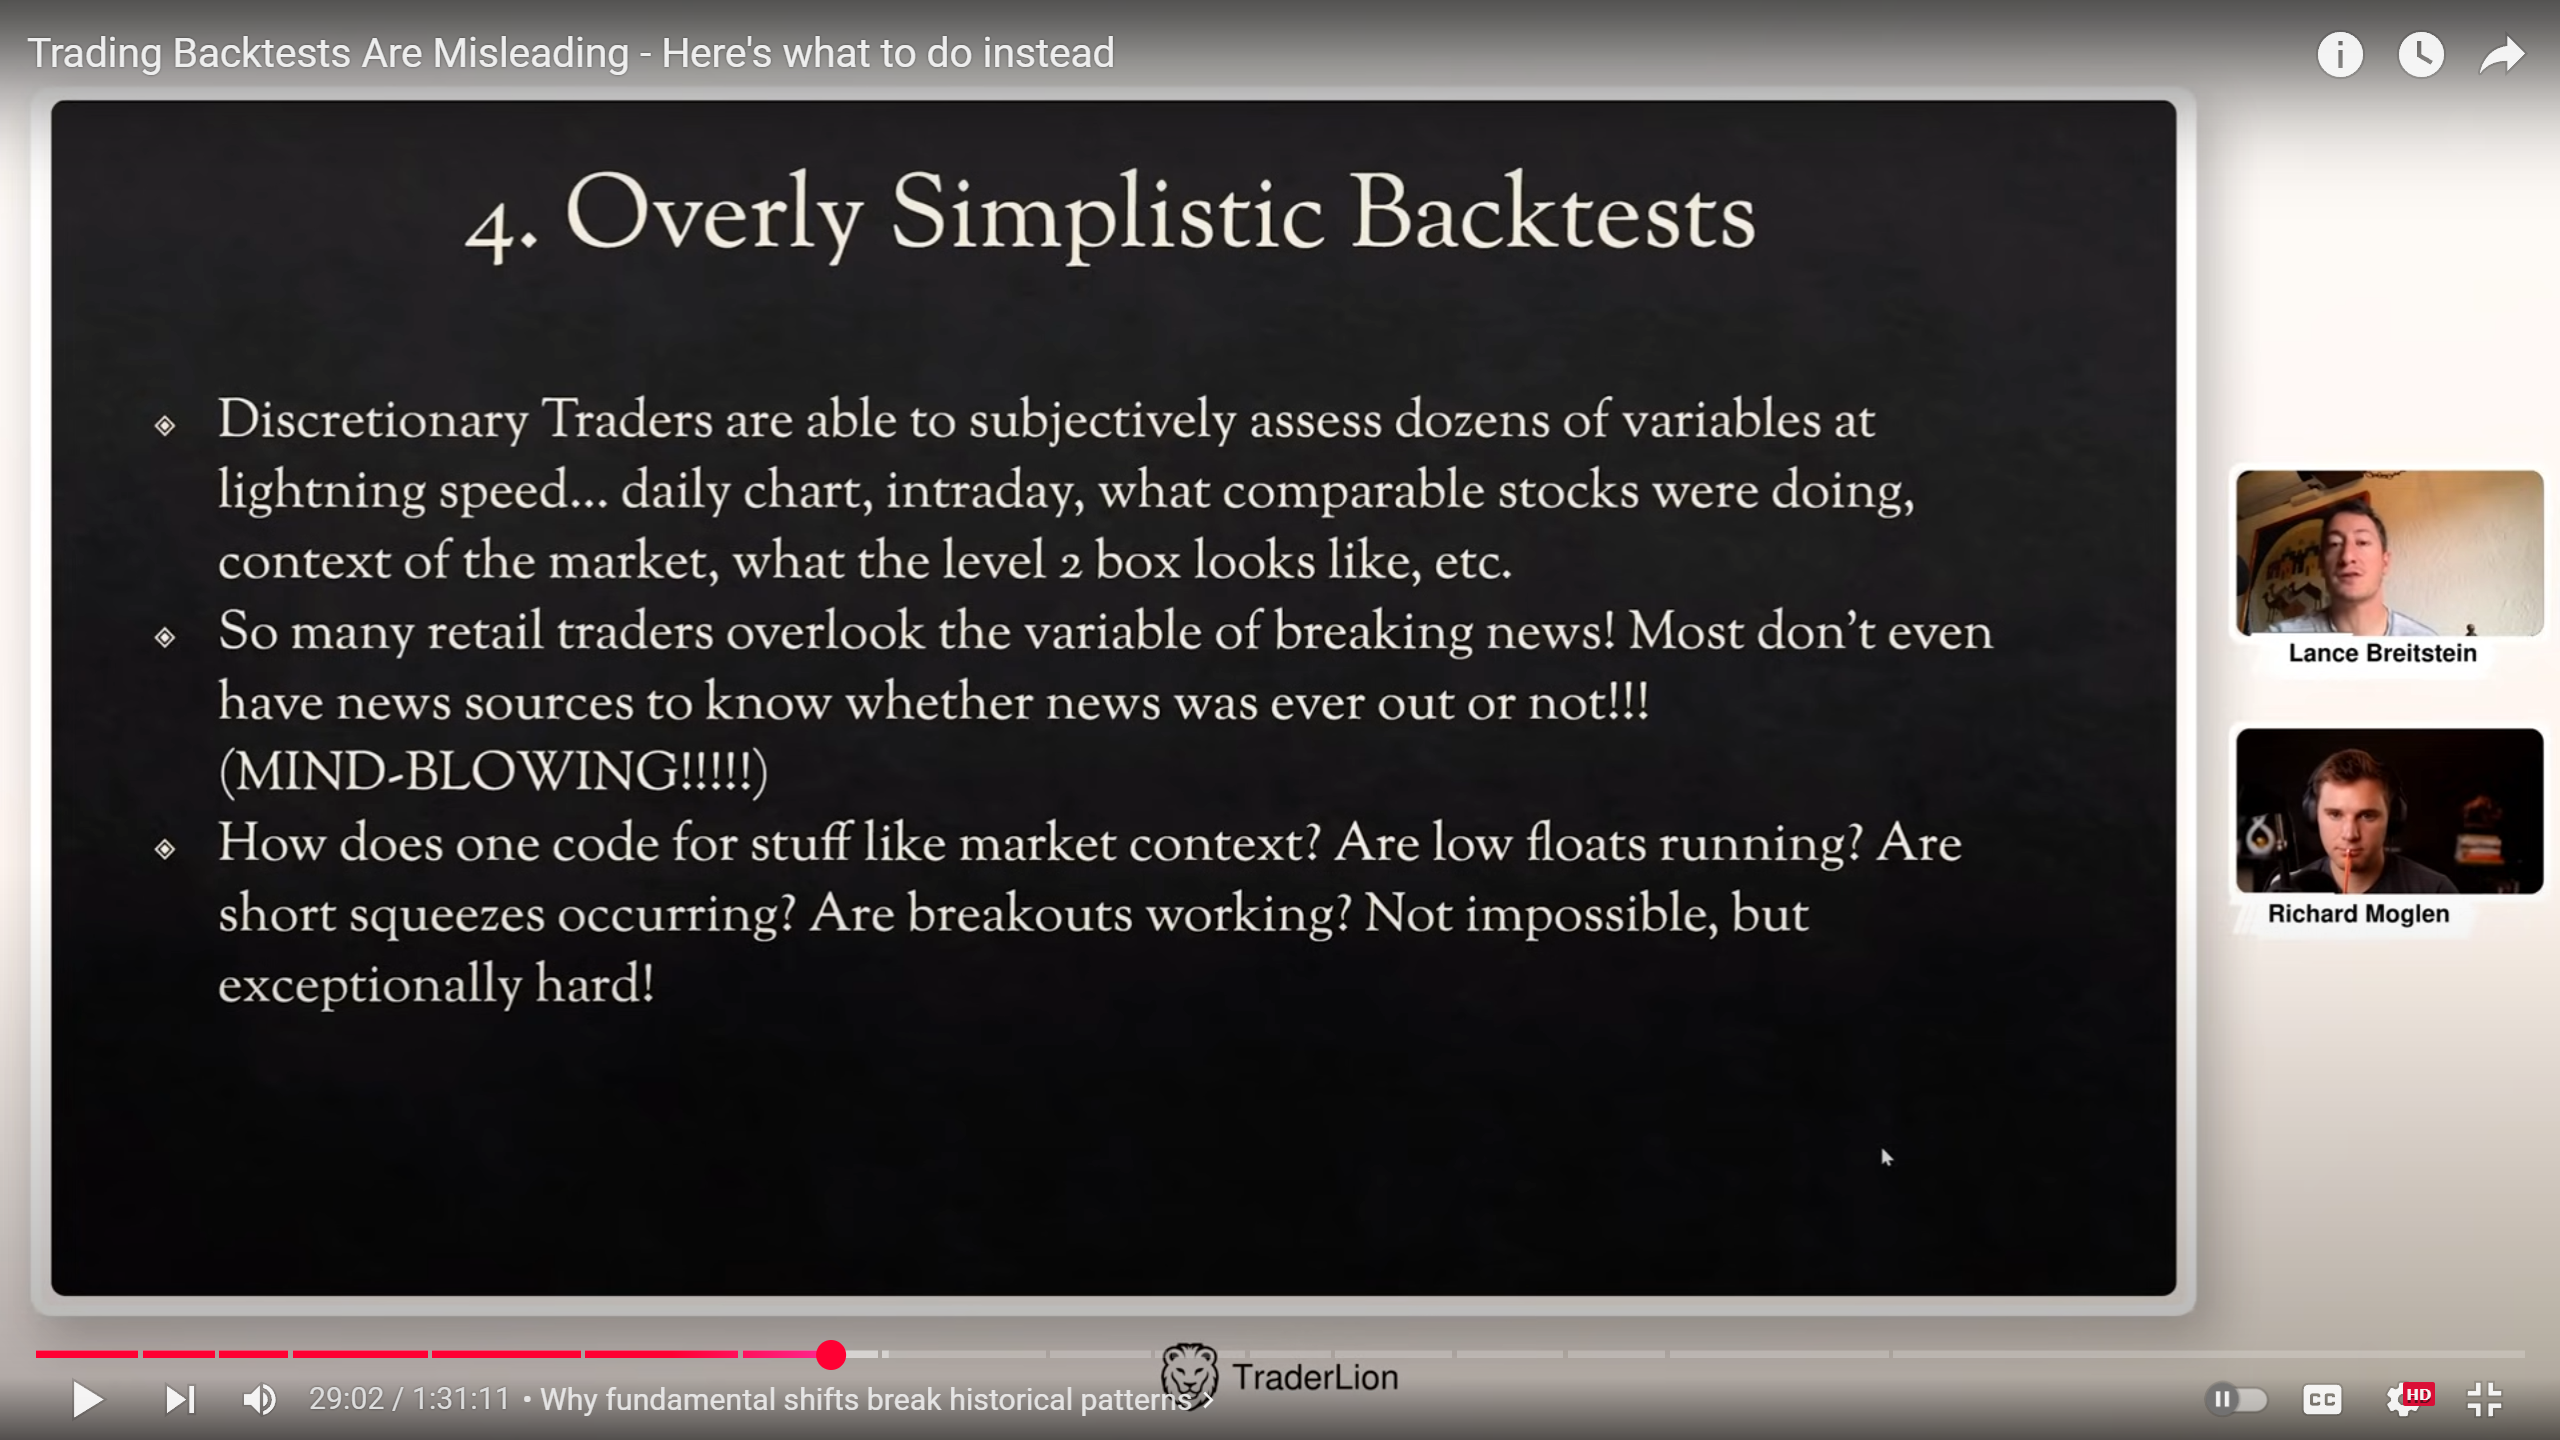 Trading Backtests Are Misleading - Here's what to do instead
4. Overly Simplistic Backtests
Discretionary Traders are able to subjectively assess dozens of variables at
lightning speed... daily chart, intraday, what comparable stocks were doing,
context of the market, what the level 2 box looks like, etc.
So many retail traders overlook the variable of breaking news! Most don't even
have news sources to know whether news was ever out or not!!!
(MIND-BLOWING!!!!!)
How does one code for stuff like market context? Are low floats running? Are
short squeezes occurring? Are breakouts working? Not impossible, but
exceptionally hard!
Lance Breitstein
Richard Moglen
TraderLion
29:02 / 1:31:11 • Why fundamental shifts break historical patterns ›
CC
HD